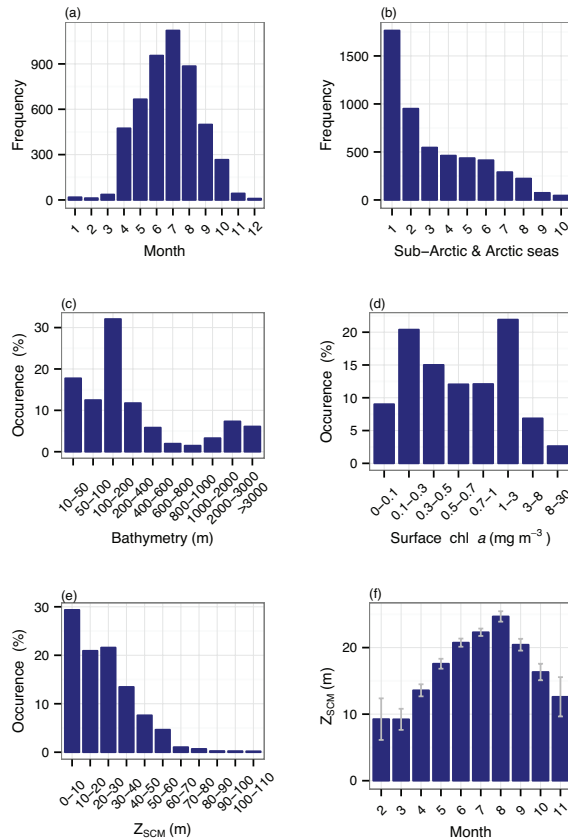 (a)
Frequency
900
600
300
0
1 2 3 4 5 6 7 8 9 10 11 12
Month
(b)
Frequency
1500
1000
500
0
1 2 3 4 5 6 7 8 9 10
Sub−Arctic & Arctic seas
(c)
Occurence (%)
30
20
10
0
10−50 50−100 100−200 200−400 400−600 600−800 800−1000 1000−2000 2000−3000 >3000
Bathymetry (m)
(d)
Occurence (%)
20
15
10
5
0
0−0.1 0.1−0.3 0.3−0.5 0.5−0.7 0.7−1 1−3 3−8 8−30
Surface chl a (mg m⁻³)
(e)
Occurence (%)
30
20
10
0
0−10 10−20 20−30 30−40 40−50 50−60 60−70 70−80 80−90 90−100 100−110
Z_SCM (m)
(f)
Z_SCM (m)
20
10
0
2 3 4 5 6 7 8 9 10 11
Month